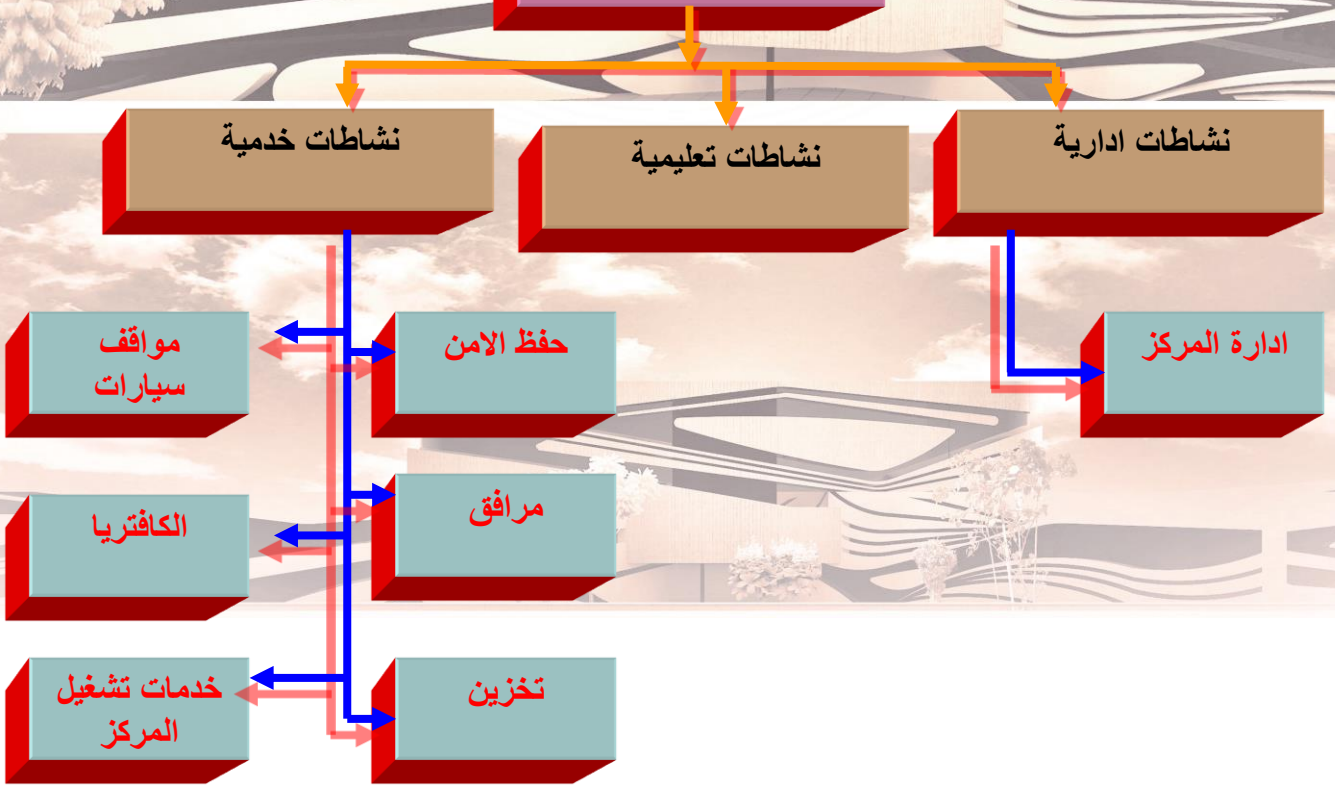 نشاطات ادارية
نشاطات تعليمية
نشاطات خدمية
ادارة المركز
حفظ الامن
مواقف
سيارات
مرافق
الكافتريا
تخزين
خدمات تشغيل
المركز